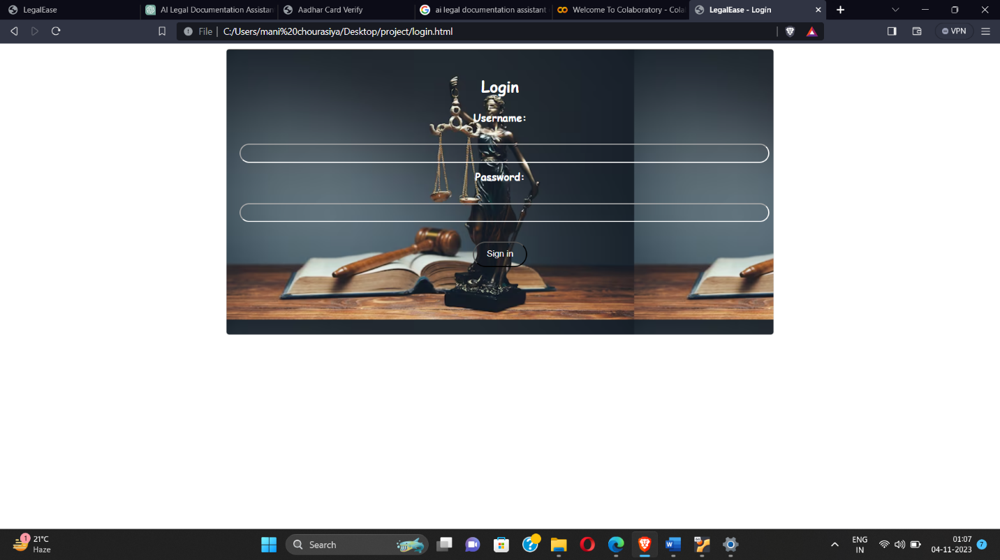 LegalEase
AI Legal Documentation Assistan
Aadhar Card Verify
ai legal documentation assistant
Welcome To Colaboratory - Cola
LegalEase - Login
File
C:/Users/mani%20chourasiya/Desktop/project/login.html
VPN
Login
Username:
Password:
Sign in
1
21°C
Haze
Search
ENG
IN
01:07
04-11-2023
7